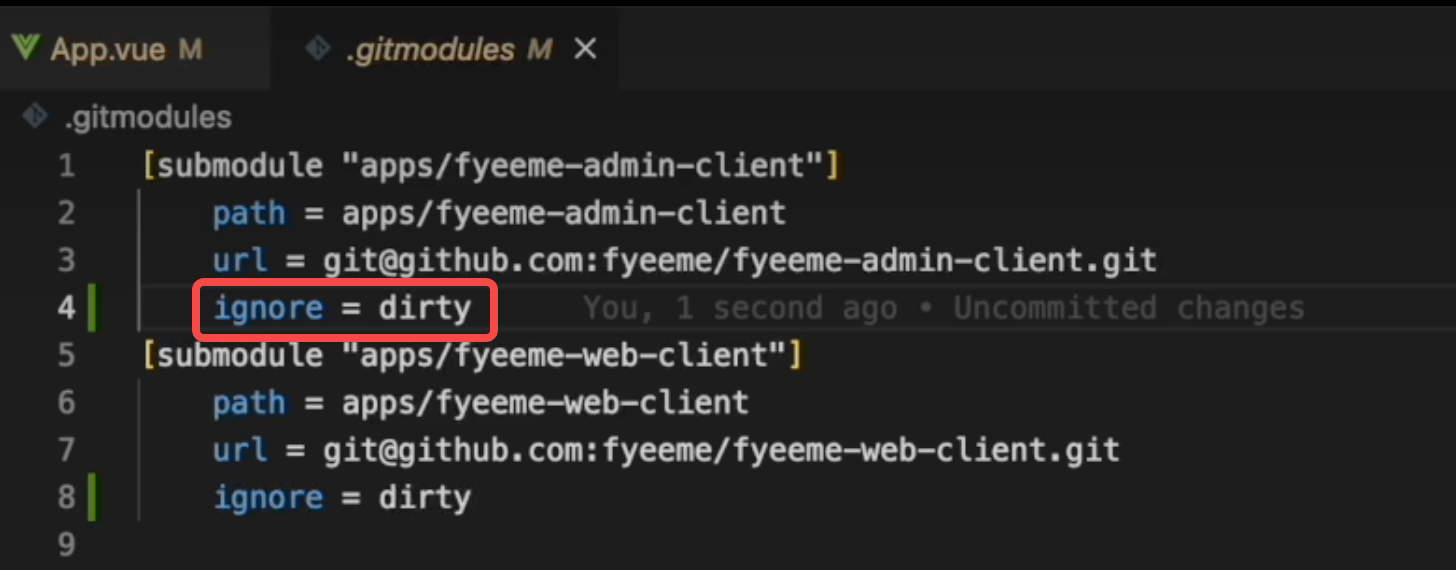 App.vue M
.gitmodules M
.gitmodules
1 [submodule "apps/fyeeme-admin-client"]
2 path = apps/fyeeme-admin-client
3 url = git@github.com:fyeeme/fyeeme-admin-client.git
4 ignore = dirty You, 1 second ago • Uncommitted changes
5 [submodule "apps/fyeeme-web-client"]
6 path = apps/fyeeme-web-client
7 url = git@github.com:fyeeme/fyeeme-web-client.git
8 ignore = dirty
9